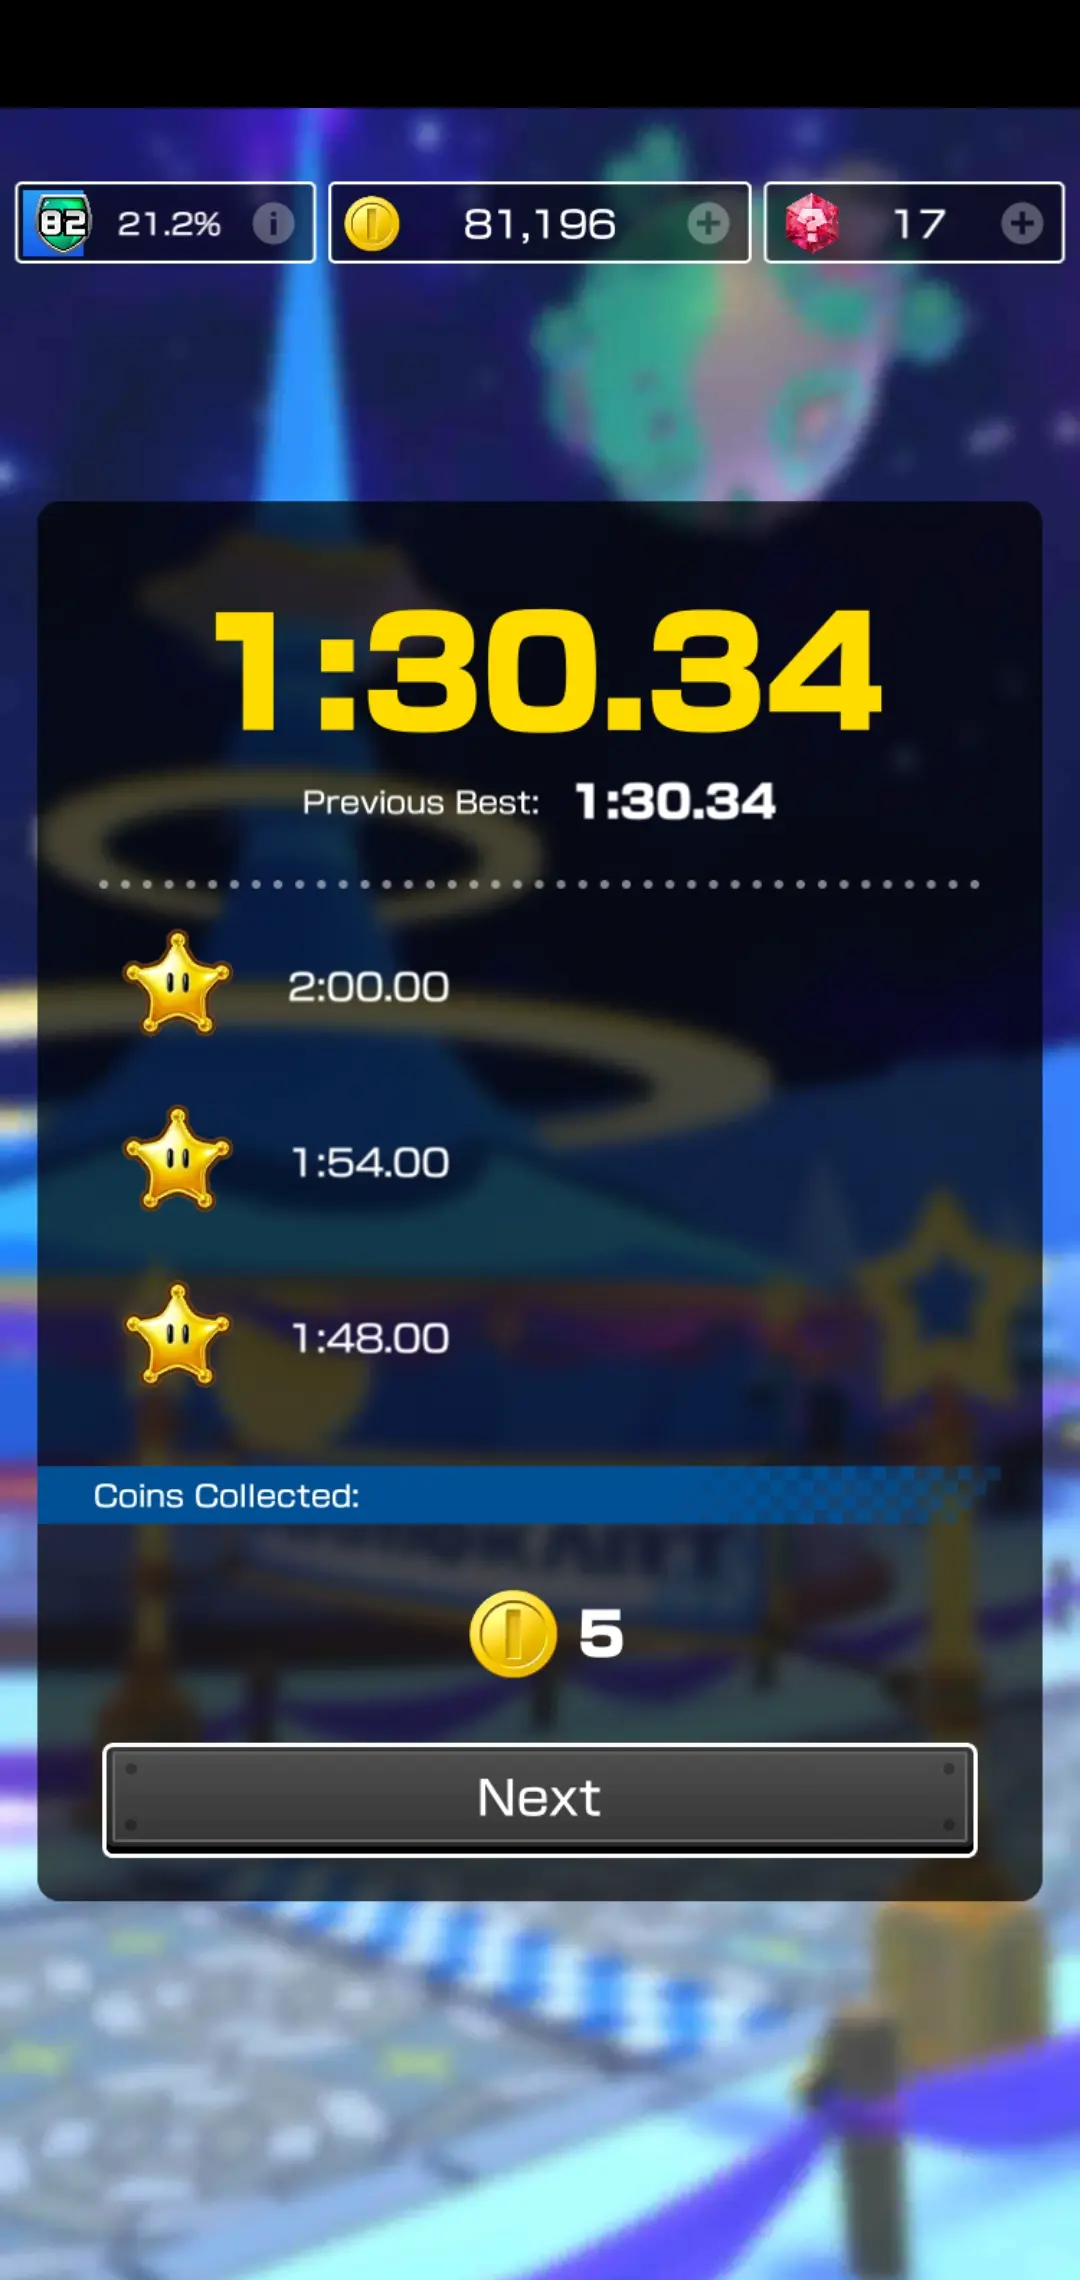 82 21.2% i 81,196 + 17 +
1:30.34
Previous Best: 1:30.34
2:00.00
1:54.00
1:48.00
Coins Collected:
5
Next